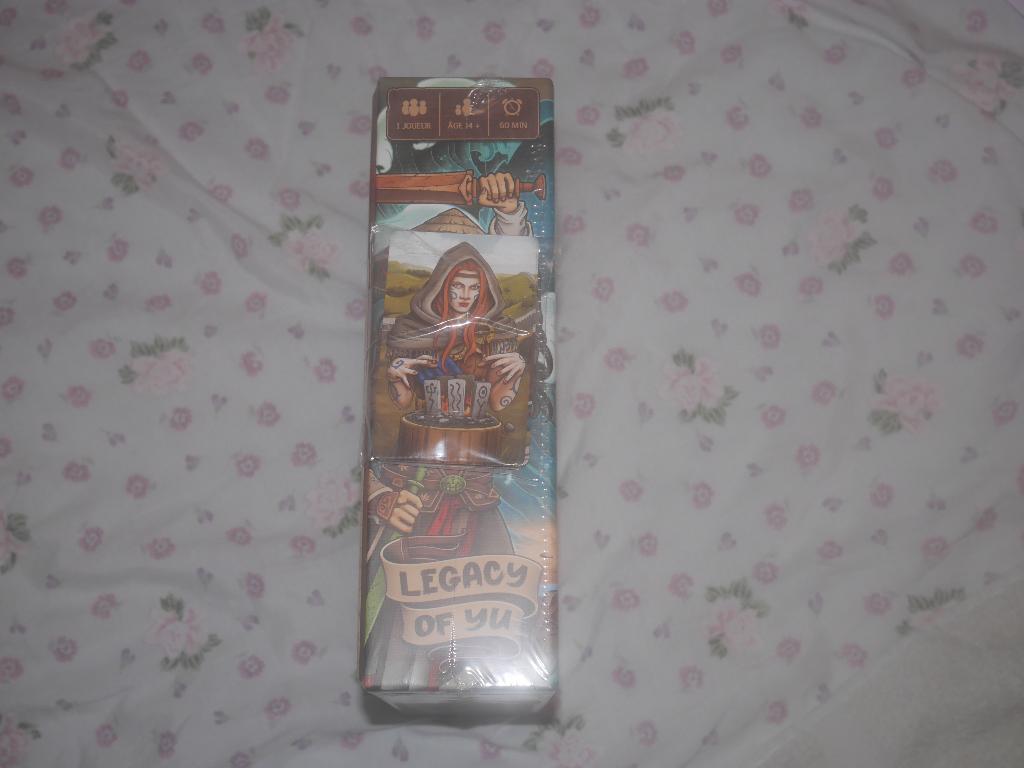 1 JOUEUR ÂGE 14 + 60 MIN
LEGACY
OF YU